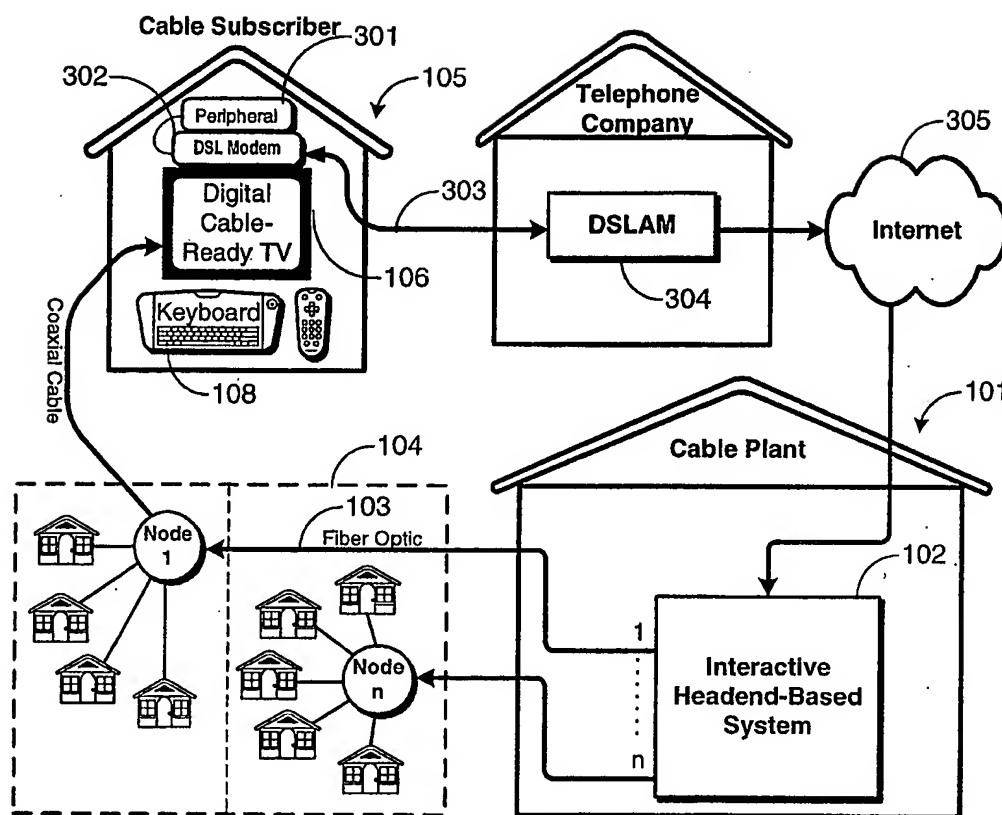 Cable Subscriber
301
302
105
Peripheral
DSL Modem
Digital
Cable-
Ready TV
106
Keyboard
108
303
Telephone
Company
DSLAM
304
305
Internet
Coaxial Cable
101
Cable Plant
104
103
Fiber Optic
Node
1
Node
n
102
1
n
Interactive
Headend-Based
System